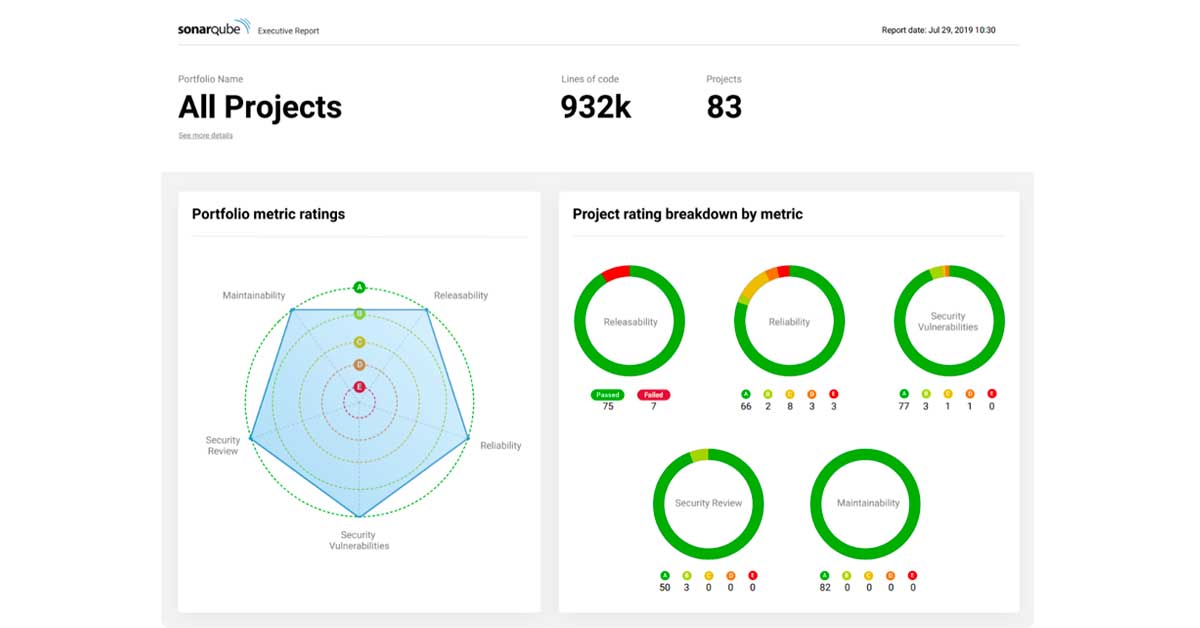 sonarqube Executive Report
Report date: Jul 29, 2019 10:30
Portfolio Name
All Projects
See more details
Lines of code
932k
Projects
83
Portfolio metric ratings
A
B
C
D
E
Maintainability
Releasability
Security
Review
Reliability
Security
Vulnerabilities
Project rating breakdown by metric
Releasability
Passed Failed
75 7
Reliability
A B C D E
66 2 8 3 3
Security
Vulnerabilities
A B C D E
77 3 1 1 0
Security Review
A B C D E
50 3 0 0 0
Maintainability
A B C D E
82 0 0 0 0